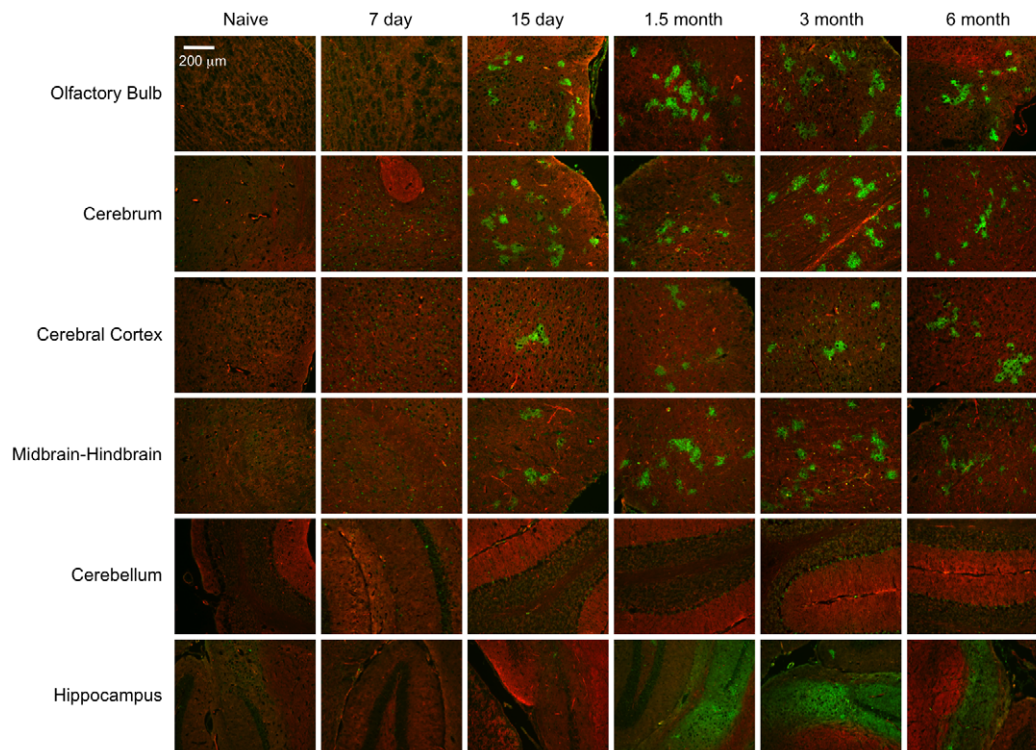 Naive 7 day 15 day 1.5 month 3 month 6 month
200 μm
Olfactory Bulb
Cerebrum
Cerebral Cortex
Midbrain-Hindbrain
Cerebellum
Hippocampus